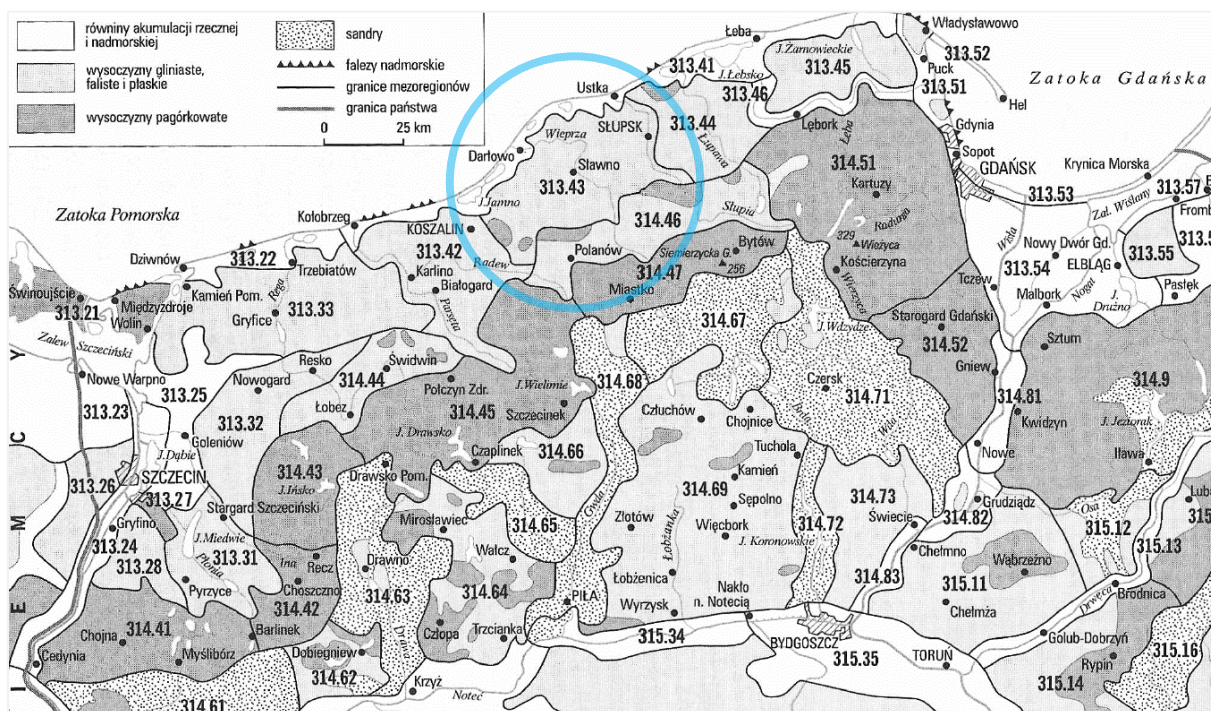 równiny akumulacji rzecznej
i nadmorskiej
wysoczyzny gliniaste,
faliste i płaskie
wysoczyzny pagórkowate
sandry
falezy nadmorskie
granice mezoregionów
granica państwa
0 25 km
Łeba
J.Żarnowieckie
Władysławowo
313.52
313.41
J.Łebsko
313.45
Puck
313.51
Zatoka Gdańska
Ustka
313.46
Hel
Wieprza
SŁUPSK
313.44
Lębork
Łeba
Gdynia
Darłowo
Łupawa
Sopot
Sławno
314.51
GDAŃSK
Krynica Morska
313.43
Kartuzy
313.53
313.57
Zatoka Pomorska
J.Jamno
Słupia
Radunia
Zal. Wiślany
From
Kołobrzeg
314.46
329
Wieżyca
Wisła
KOSZALIN
313.42
Polanów
Siemierzycka G.
Bytów
Nowy Dwór Gd.
313.55
313.5
Dziwnów
313.22
Trzebiatów
Karlino
Radew
314.47
256
Kościerzyna
313.54
ELBLĄG
Białogard
Miastko
Tczew
Nogat
J. Drużno
Pasłęk
Świnoujście
313.21
Międzyzdroje
Kamień Pom.
Rega
Malbork
Wolin
Gryfice
313.33
Parsęta
314.67
J.Wdzydze
Starogard Gdański
Zalew Szczeciński
314.52
Sztum
Y
Resko
Świdwin
314.68
Gniew
314.9
Nowe Warpno
313.25
Nowogard
314.44
Połczyn Zdr.
J.Wielimie
Czersk
314.71
313.23
313.32
Łobez
314.45
Szczecinek
Człuchów
Chojnice
314.81
Kwidzyn
J. Jeziorak
C
Goleniów
J. Drawsko
Wda
J.Dąbie
314.66
Tuchola
Nowe
SZCZECIN
314.43
Czaplinek
Iława
313.26
J.Ińsko
Drawsko Pom.
Gwda
Kamień
313.27
Stargard Szczeciński
314.69
314.73
Grudziądz
Luba
M
Gryfino
Mirosławiec
314.65
Złotów
Sępolno
314.72
Świecie
314.82
Osa
315.12
313.24
J.Miedwie
Więcbork
J. Koronowskie
315.13
313.28
Płonia
313.31
Ina
Recz
Drawno
Wałcz
Łobżanka
Chełmno
Wąbrzeźno
Pyrzyce
Choszczno
314.63
314.64
Łobżenica
314.83
315.11
E
314.42
PIŁA
Nakło
n. Notecią
Chełmża
Drwęca
Brodnica
Chojna
314.41
Barlinek
Człopa
Wyrzysk
Trzcianka
315.34
Myślibórz
Dobiegniew
Drawa
BYDGOSZCZ
Golub-Dobrzyń
Cedynia
314.62
315.35
TORUŃ
Rypin
315.16
Krzyż
Noteć
315.14
I
314.61